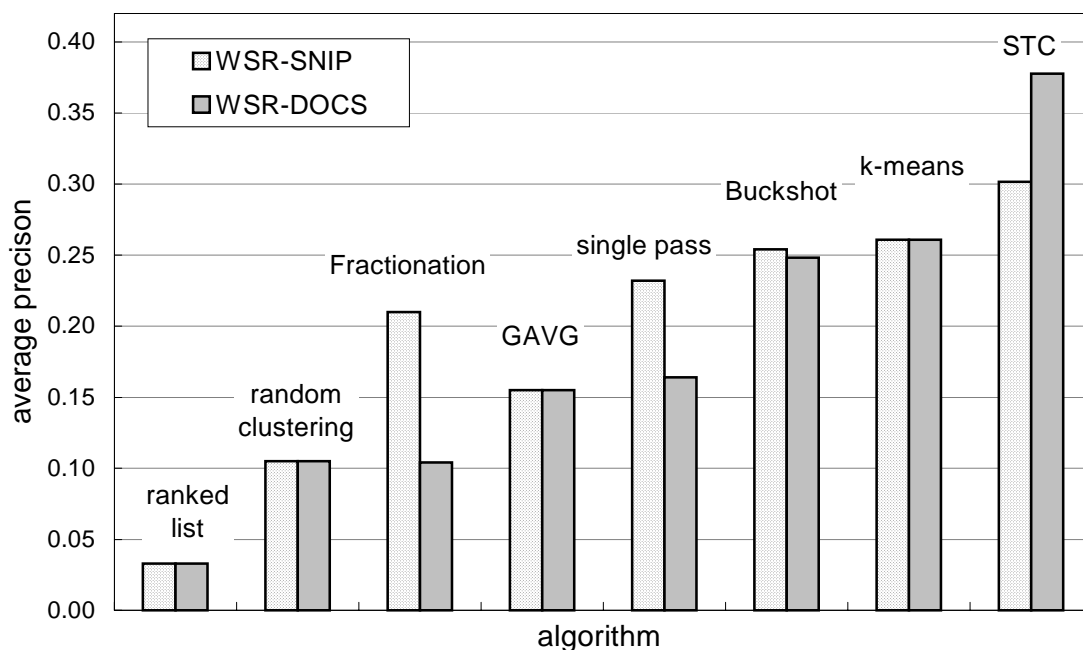 0.40
0.35
0.30
0.25
0.20
0.15
0.10
0.05
0.00
average precison
WSR-SNIP
WSR-DOCS
ranked
list
random
clustering
Fractionation
GAVG
single pass
Buckshot
k-means
STC
algorithm